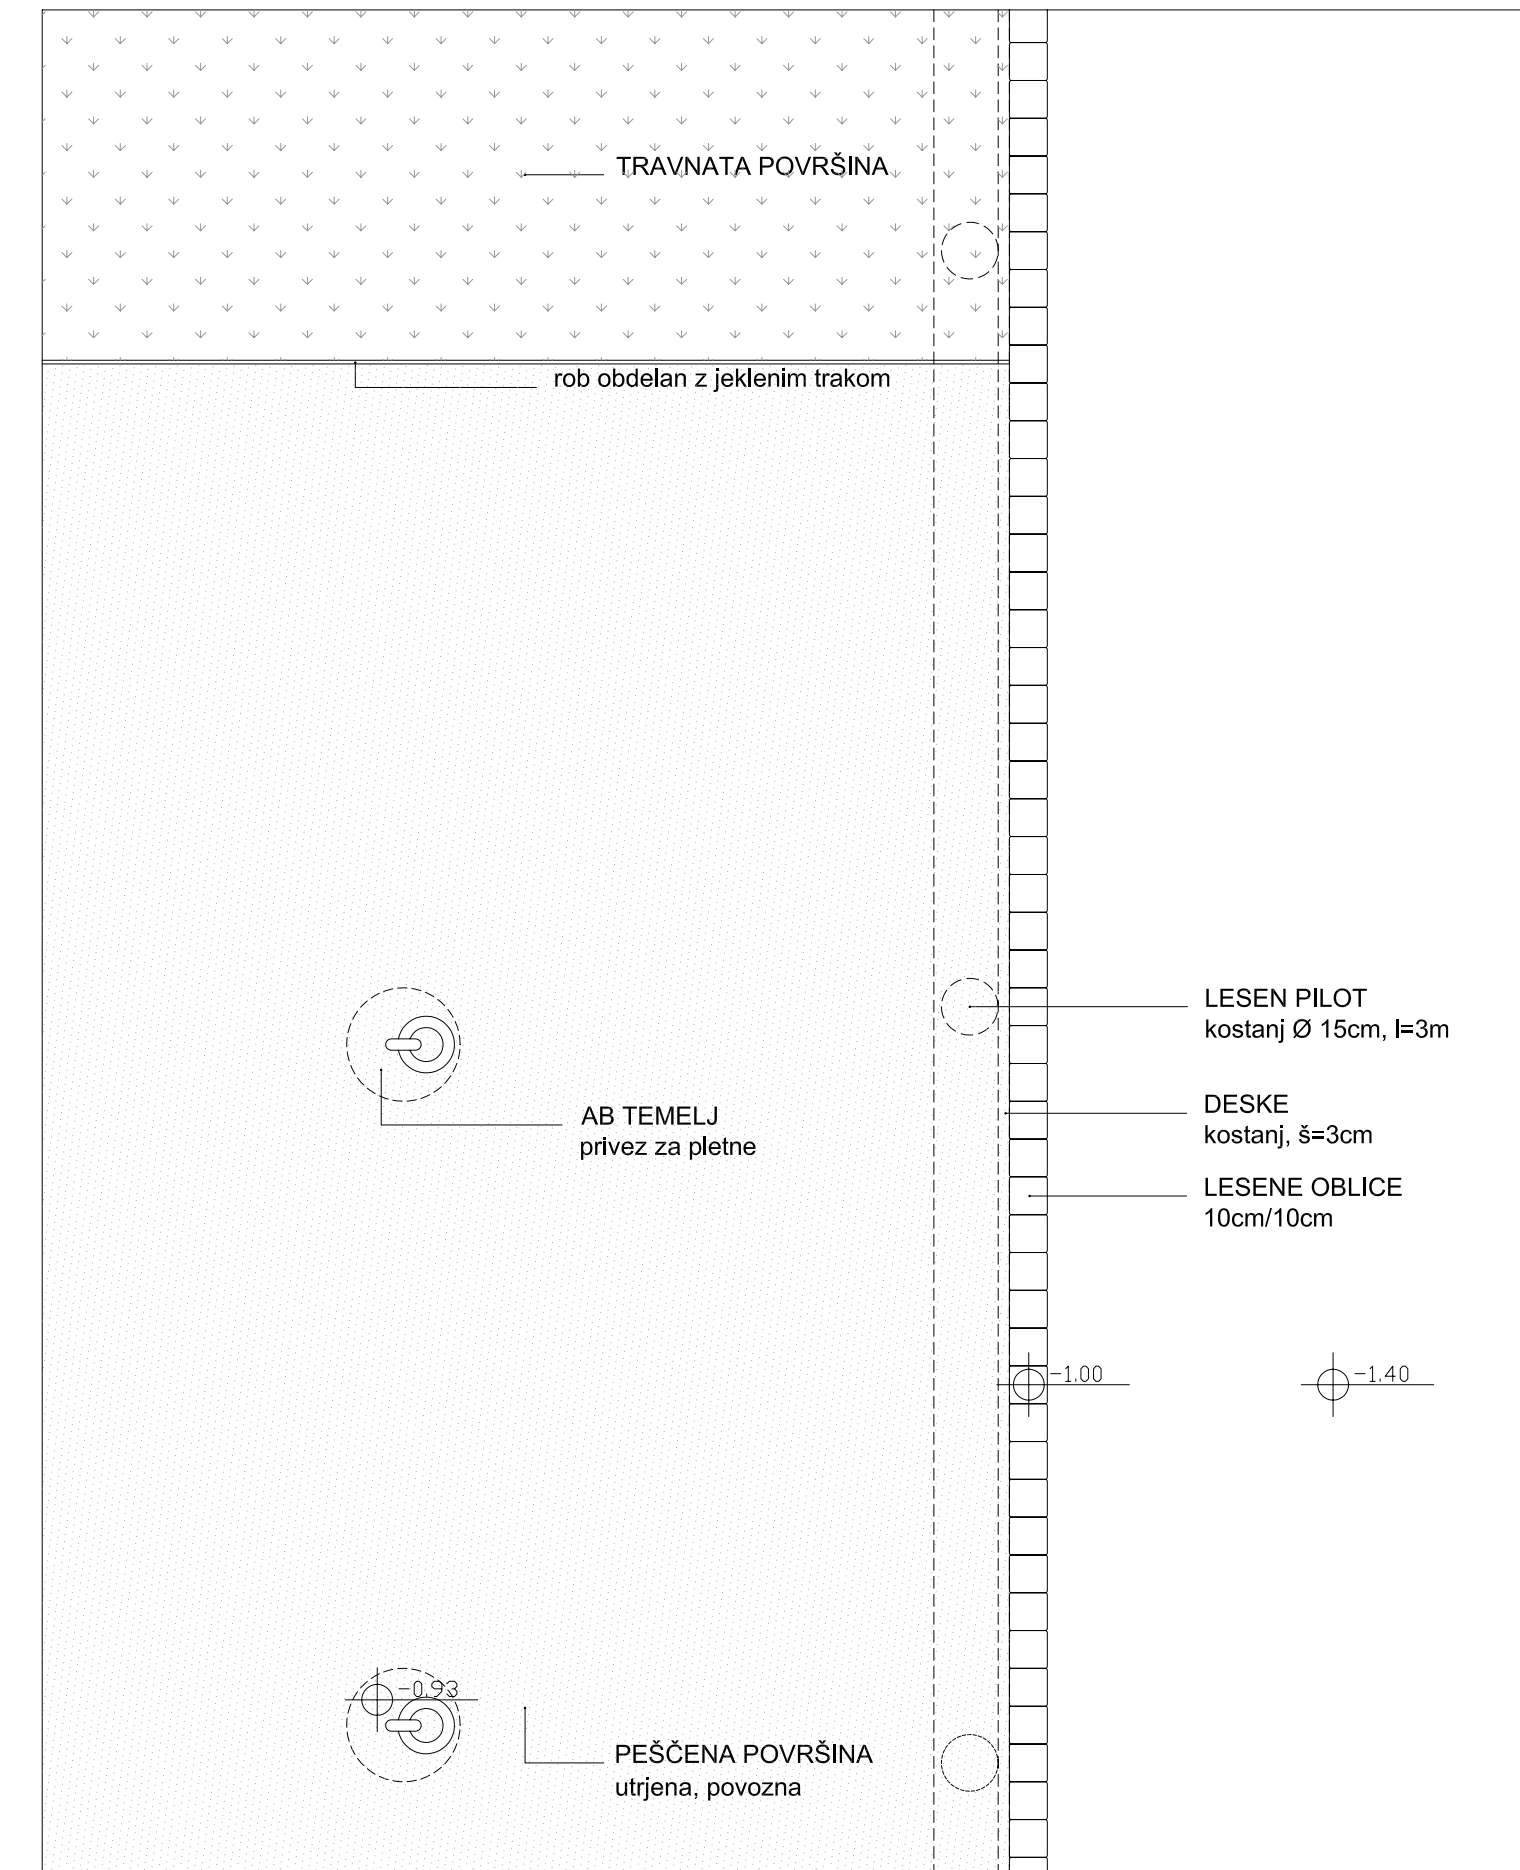 TRAVNATA POVRŠINA
rob obdelan z jeklenim trakom
LESEN PILOT
kostanj Ø 15cm, l=3m
DESKE
kostanj, š=3cm
AB TEMELJ
privez za pletne
LESENE OBLICE
10cm/10cm
-1.00
-1.40
-0.93
PEŠČENA POVRŠINA
utrjena, povozna